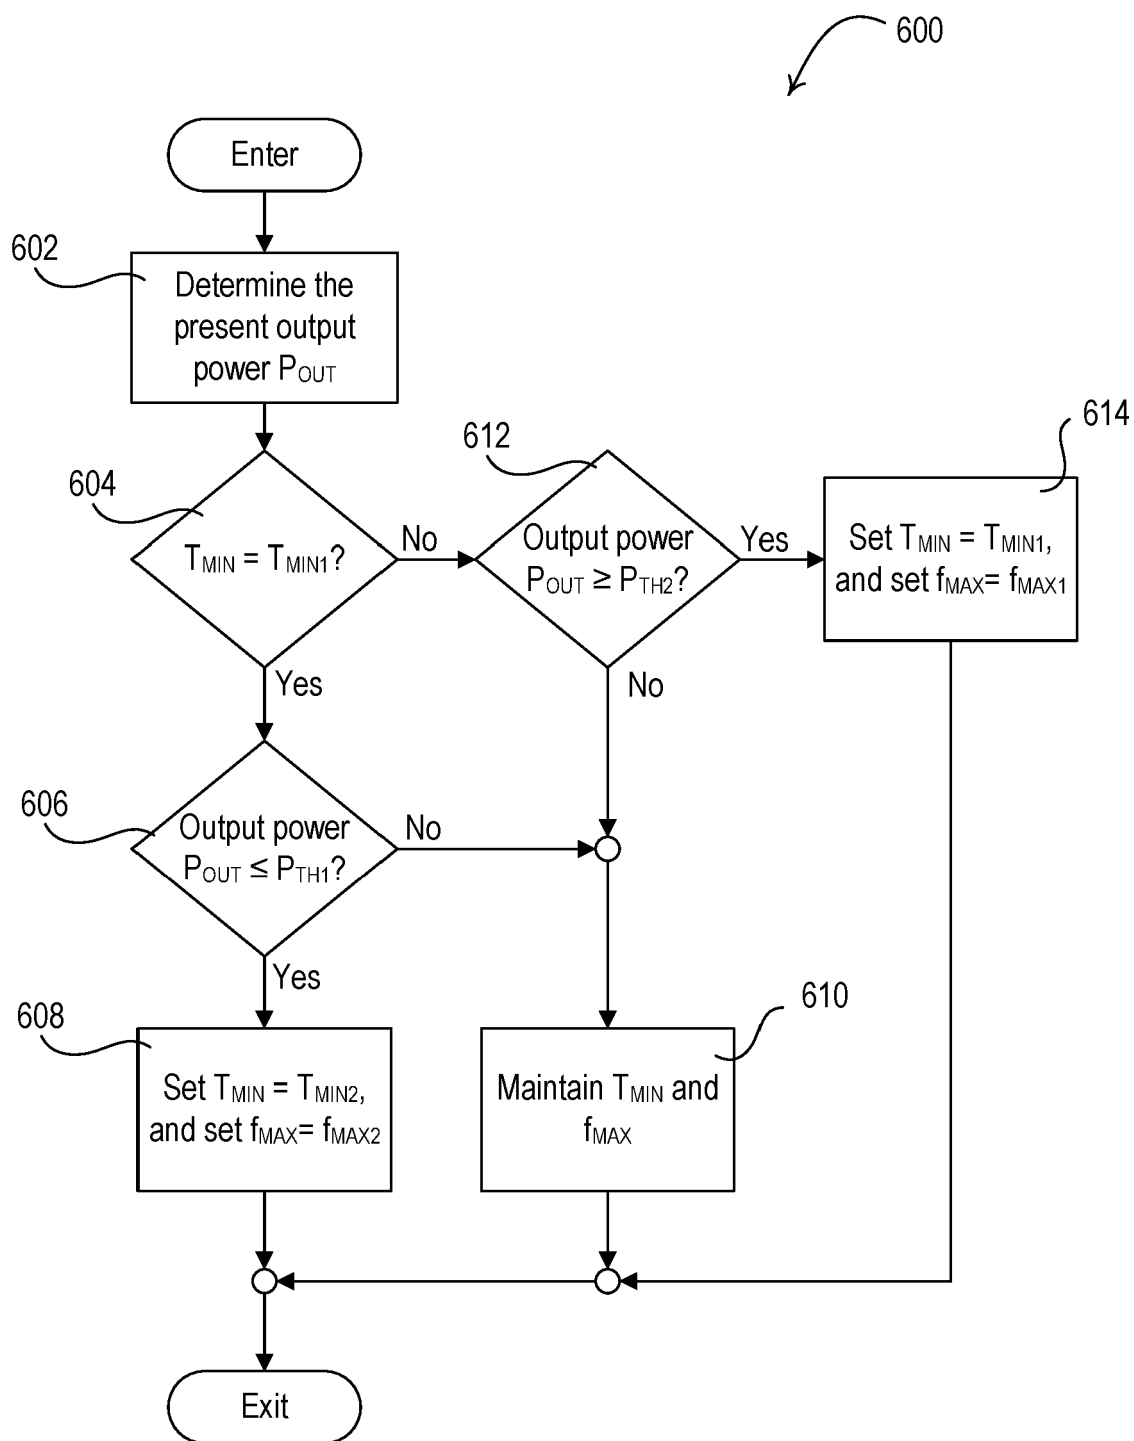 600
Enter
602
Determine the
present output
power POUT
604
TMIN = TMIN1?
No
612
Output power
POUT ≥ PTH2?
Yes
614
Set TMIN = TMIN1,
and set fMAX= fMAX1
Yes
No
606
Output power
POUT ≤ PTH1?
No
Yes
608
Set TMIN = TMIN2,
and set fMAX= fMAX2
610
Maintain TMIN and
fMAX
Exit